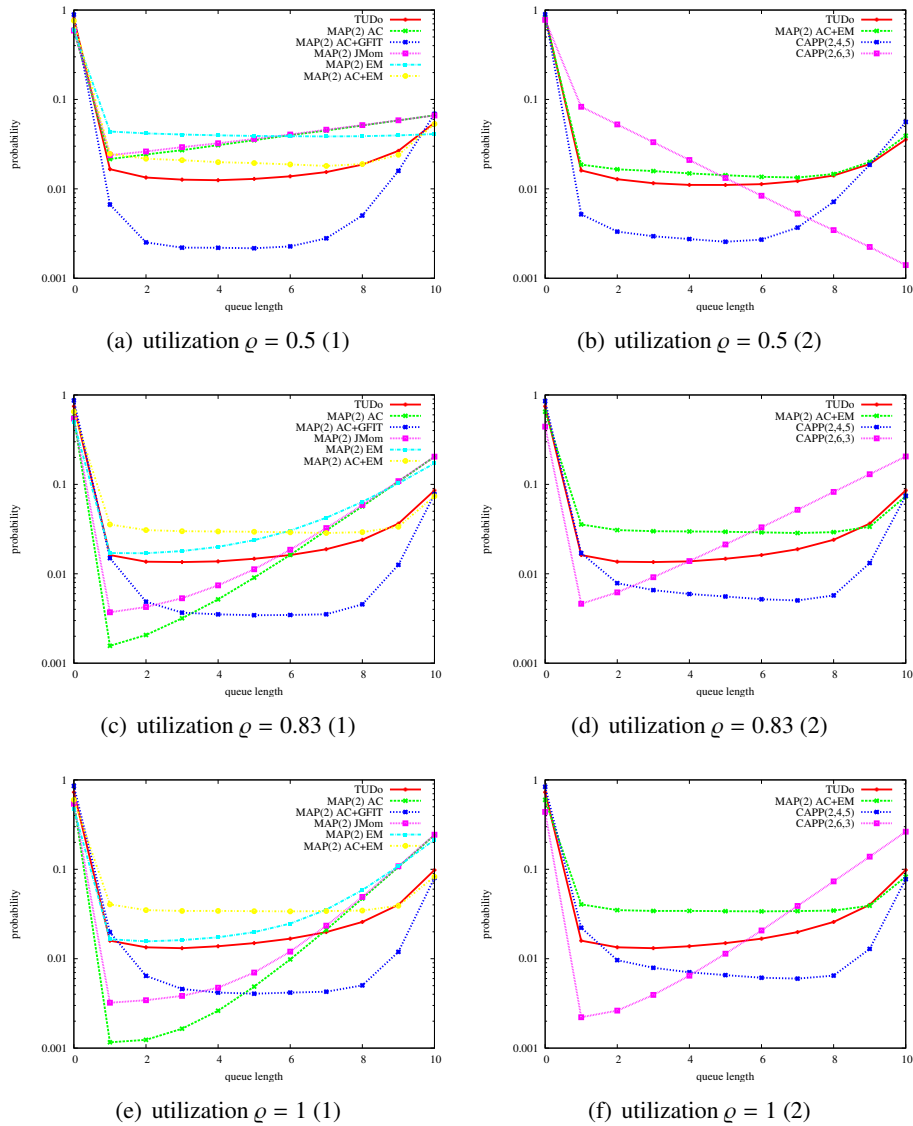 1
0.1
0.01
0.001
0
2
4
6
8
10
probability
queue length
TUDo
MAP(2) AC
MAP(2) AC+GFIT
MAP(2) JMom
MAP(2) EM
MAP(2) AC+EM
(a) utilization ϱ = 0.5 (1)
1
0.1
0.01
0.001
0
2
4
6
8
10
probability
queue length
TUDo
MAP(2) AC+EM
CAPP(2,4,5)
CAPP(2,6,3)
(b) utilization ϱ = 0.5 (2)
1
0.1
0.01
0.001
0
2
4
6
8
10
probability
queue length
TUDo
MAP(2) AC
MAP(2) AC+GFIT
MAP(2) JMom
MAP(2) EM
MAP(2) AC+EM
(c) utilization ϱ = 0.83 (1)
1
0.1
0.01
0.001
0
2
4
6
8
10
probability
queue length
TUDo
MAP(2) AC+EM
CAPP(2,4,5)
CAPP(2,6,3)
(d) utilization ϱ = 0.83 (2)
1
0.1
0.01
0.001
0
2
4
6
8
10
probability
queue length
TUDo
MAP(2) AC
MAP(2) AC+GFIT
MAP(2) JMom
MAP(2) EM
MAP(2) AC+EM
(e) utilization ϱ = 1 (1)
1
0.1
0.01
0.001
0
2
4
6
8
10
probability
queue length
TUDo
MAP(2) AC+EM
CAPP(2,4,5)
CAPP(2,6,3)
(f) utilization ϱ = 1 (2)